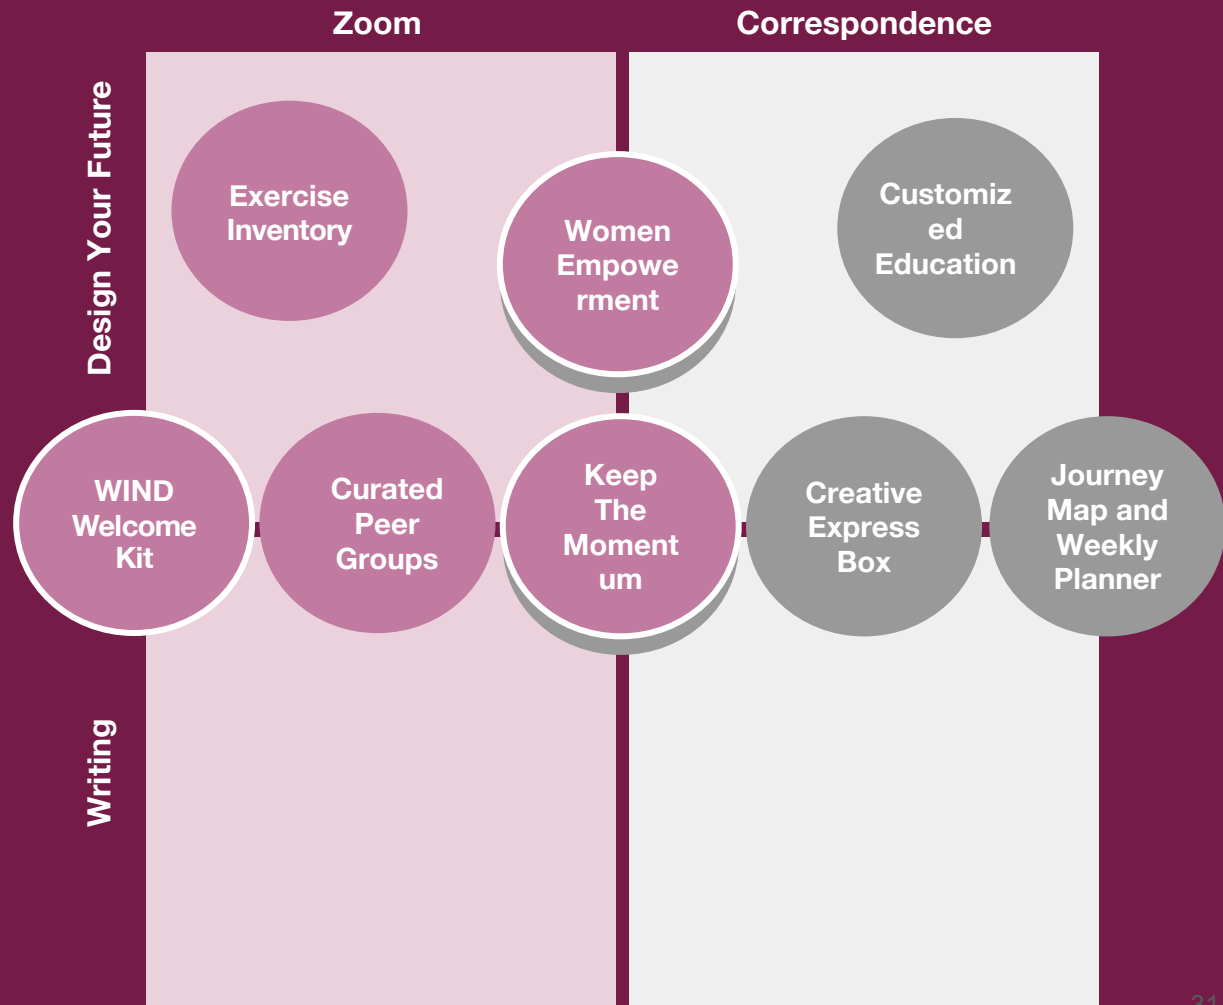 Zoom
Correspondence
Design Your Future
Exercise
Inventory
Women
Empowe
rment
Customiz
ed
Education
WIND
Welcome
Kit
Curated
Peer
Groups
Keep
The
Moment
um
Creative
Express
Box
Journey
Map and
Weekly
Planner
Writing
31